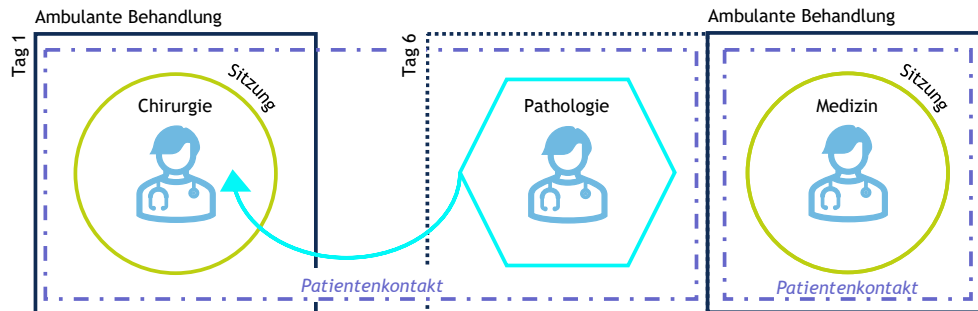 Ambulante Behandlung
Tag 1
Sitzung
Chirurgie
Patientenkontakt
Tag 6
Pathologie
Ambulante Behandlung
Sitzung
Medizin
Patientenkontakt